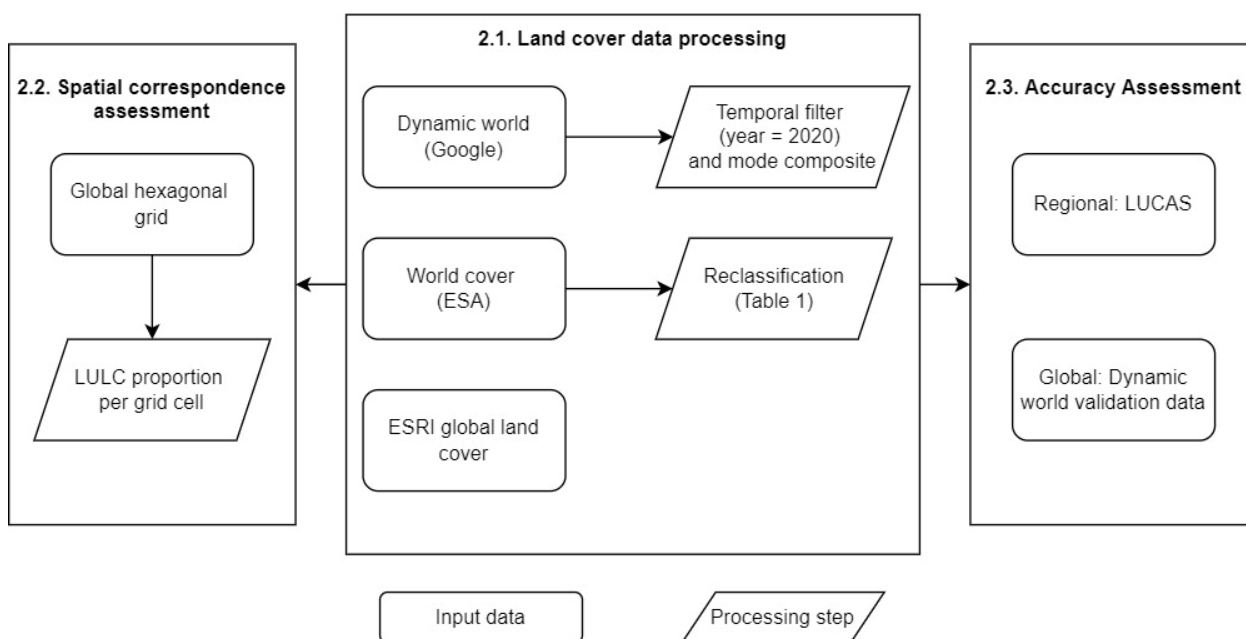 2.1. Land cover data processing
2.2. Spatial correspondence
assessment
Global hexagonal
grid
LULC proportion
per grid cell
Dynamic world
(Google)
Temporal filter
(year = 2020)
and mode composite
World cover
(ESA)
Reclassification
(Table 1)
ESRI global land
cover
2.3. Accuracy Assessment
Regional: LUCAS
Global: Dynamic
world validation data
Input data
Processing step